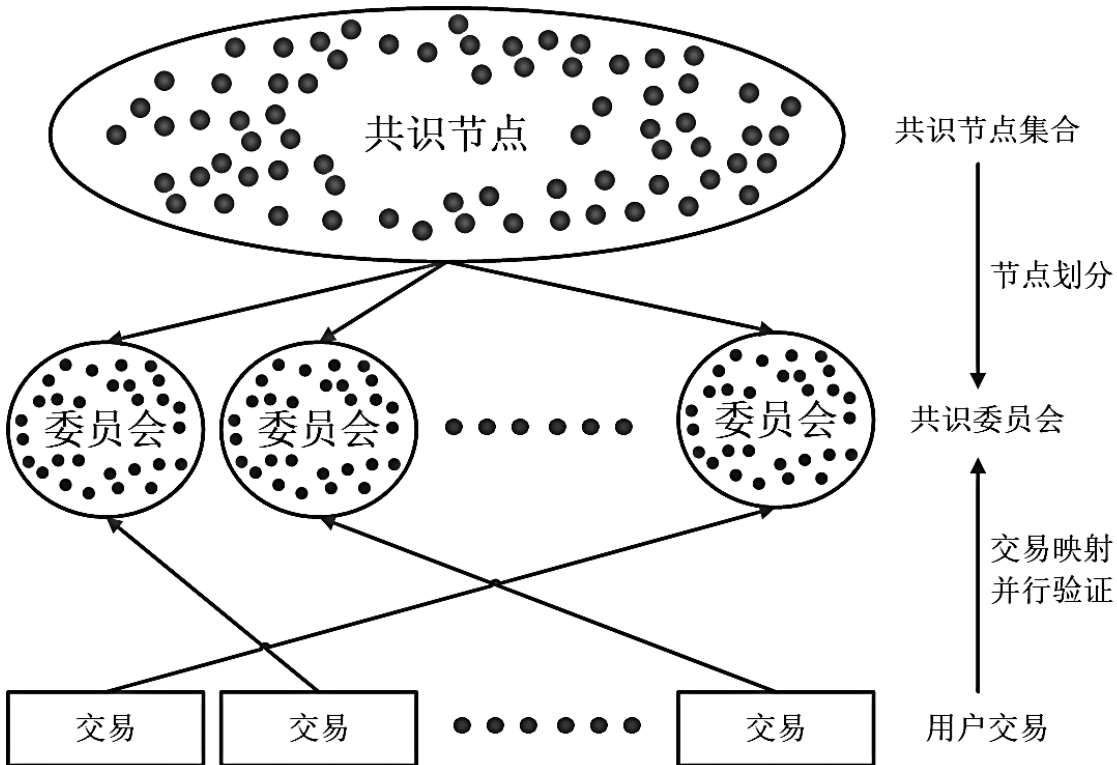 共识节点
共识节点集合
节点划分
委员会
委员会
委员会
共识委员会
交易映射
并行验证
交易
交易
交易
用户交易